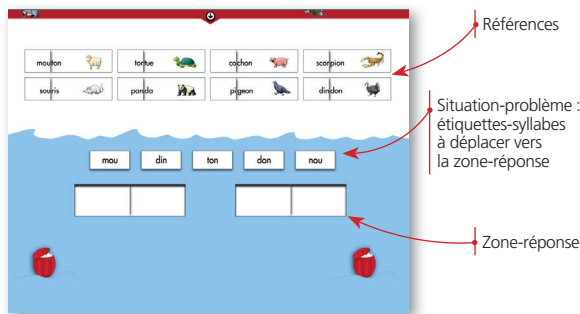 Références
mouton tortue cochon scorpion
souris panda pigeon dindon
Situation-problème :
étiquettes-syllabes
à déplacer vers
la zone-réponse
mou din ton don nou
Zone-réponse